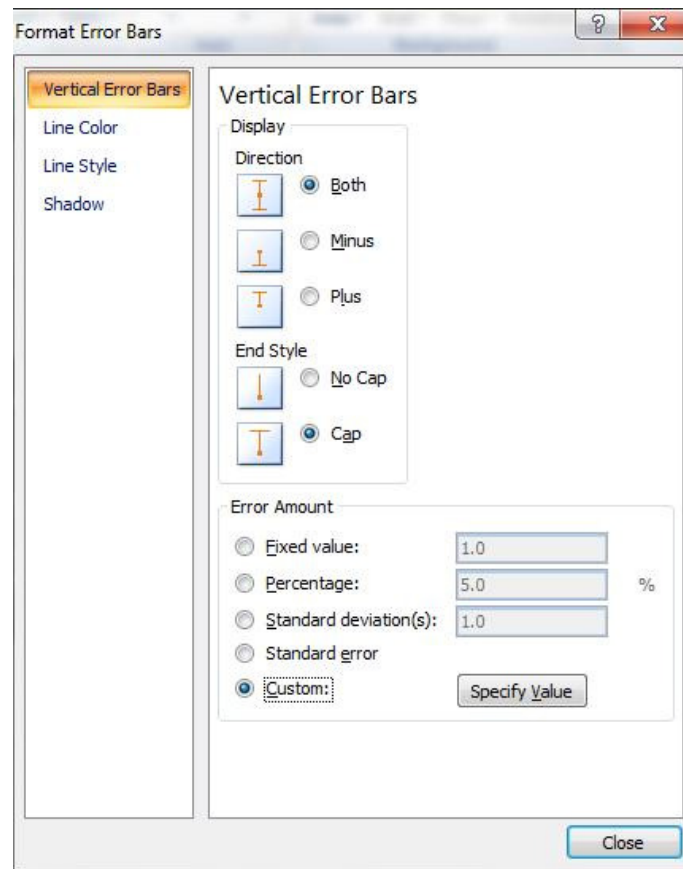 Format Error Bars
?
Vertical Error Bars
Line Color
Line Style
Shadow
Vertical Error Bars
Display
Direction
Both
Minus
Plus
End Style
No Cap
Cap
Error Amount
Fixed value: 1.0
Percentage: 5.0 %
Standard deviation(s): 1.0
Standard error
Custom: Specify Value
Close